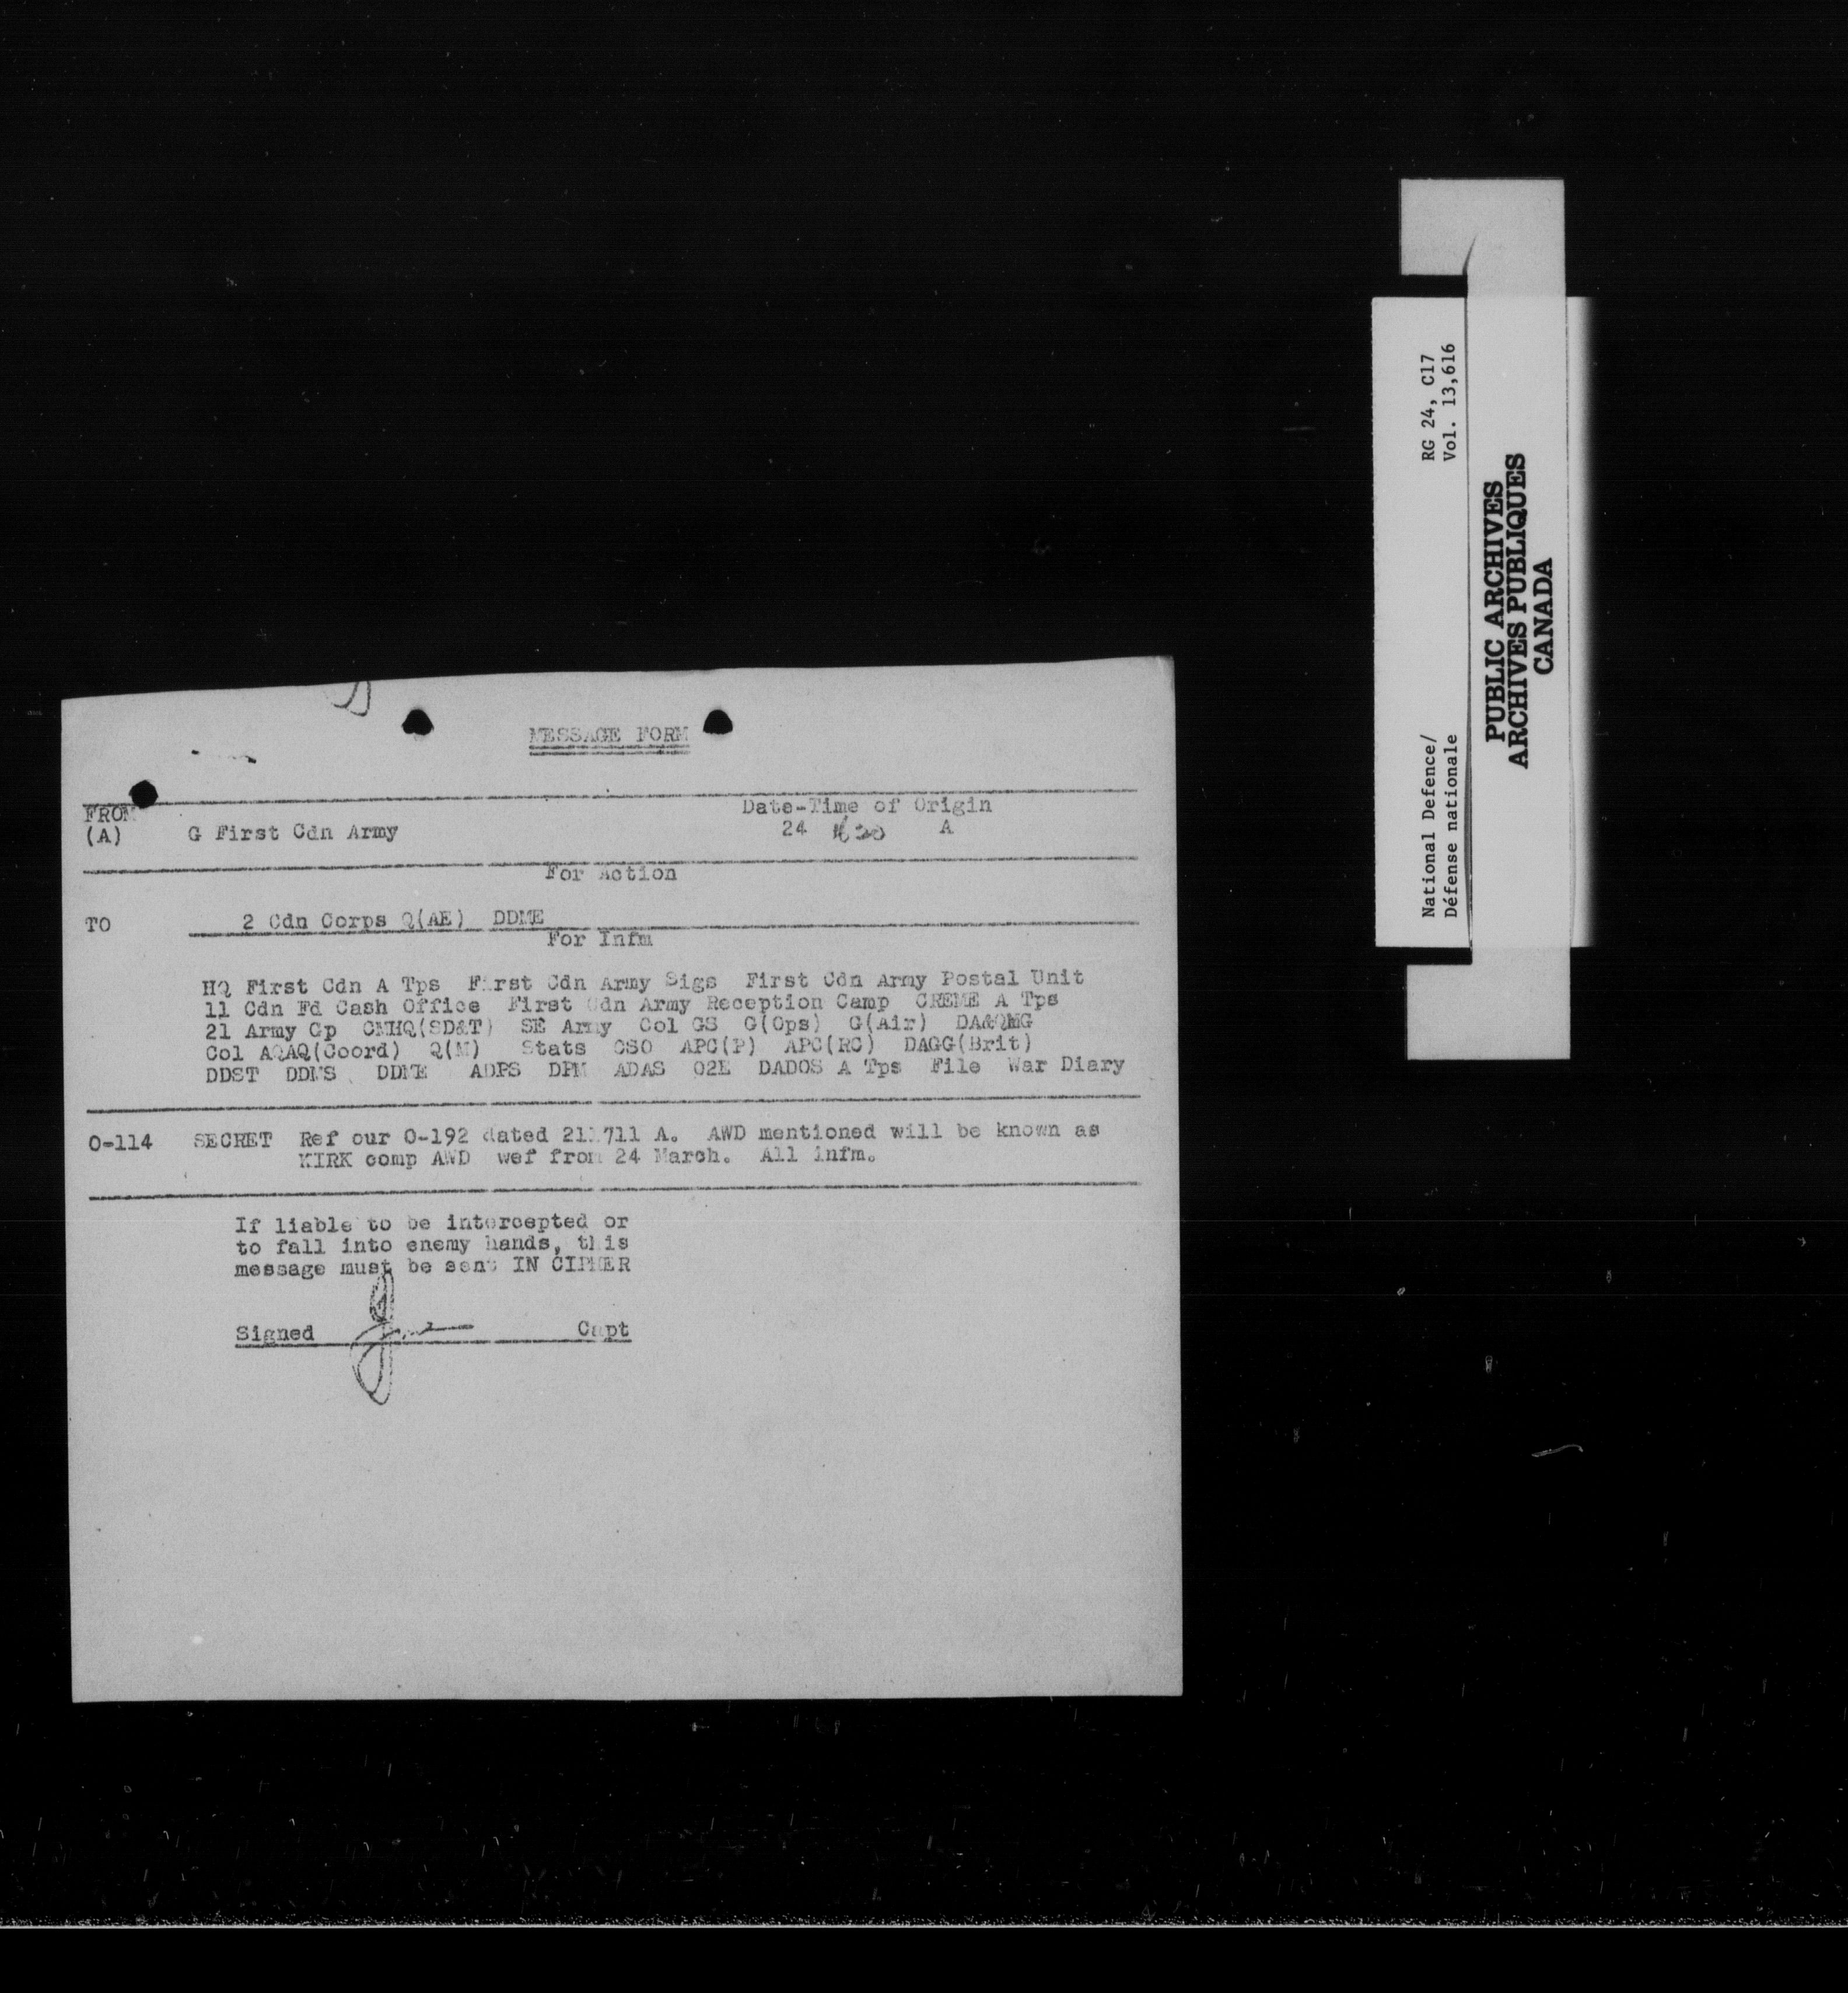 MESSAGE FORM
FROM Date-Time of Origin
(A) G First Cdn Army 24 1630 A
For Action
TO 2 Cdn Corps Q(AE) DDME
For Infm
HQ First Cdn A Tps First Cdn Army Sigs First Cdn Army Postal Unit
11 Cdn Fd Cash Office First Cdn Army Reception Camp CREME A Tps
21 Army Gp CMHQ(SD&T) SE Army Col GS G(Ops) G(Air) DA&QMG
Col AQAQ(Coord) Q(M) Stats CSO APC(P) APC(RC) DAGG(Brit)
DDST DDMS DDME ADPS DPM ADAS O2E DADOS A Tps File War Diary
O-114 SECRET Ref our O-192 dated 211711 A. AWD mentioned will be known as
KIRK comp AWD wef from 24 March. All infm.
If liable to be intercepted or
to fall into enemy hands, this
message must be sent IN CIPHER
Signed Capt
National Defence/ RG 24, C17
Défense nationale Vol. 13,616
PUBLIC ARCHIVES
ARCHIVES PUBLIQUES
CANADA